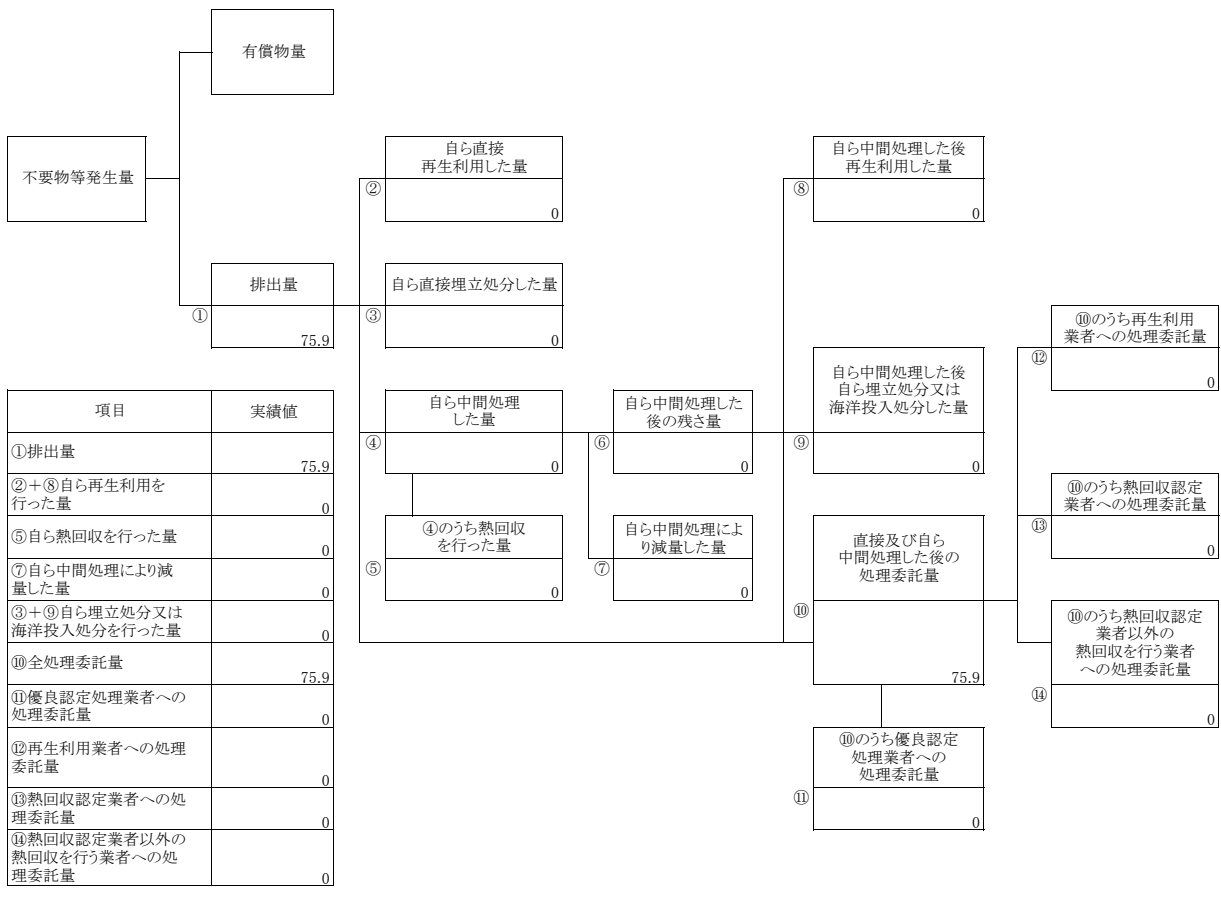 有償物量
不要物等発生量
自ら直接
再生利用した量
②
0
自ら中間処理した後
再生利用した量
⑧
0
排出量
①
75.9
自ら直接埋立処分した量
③
0
⑩のうち再生利用
業者への処理委託量
⑫
0
自ら中間処理
した量
④
0
自ら中間処理した
後の残さ量
⑥
0
自ら中間処理した後
自ら埋立処分又は
海洋投入処分した量
⑨
0
⑩のうち熱回収認定
業者への処理委託量
⑬
0
④のうち熱回収
を行った量
⑤
0
自ら中間処理によ
り減量した量
⑦
0
直接及び自ら
中間処理した後の
処理委託量
⑩
75.9
⑩のうち熱回収認定
業者以外の
熱回収を行う業者
への処理委託量
⑭
0
⑩のうち優良認定
処理業者への
処理委託量
⑪
0
項目 実績値
①排出量
75.9
②＋⑧自ら再生利用を
行った量
0
⑤自ら熱回収を行った量
0
⑦自ら中間処理により減
量した量
0
③＋⑨自ら埋立処分又は
海洋投入処分を行った量
0
⑩全処理委託量
75.9
⑪優良認定処理業者への
処理委託量
0
⑫再生利用業者への処理
委託量
0
⑬熱回収認定業者への処
理委託量
0
⑭熱回収認定業者以外の
熱回収を行う業者への処
理委託量
0